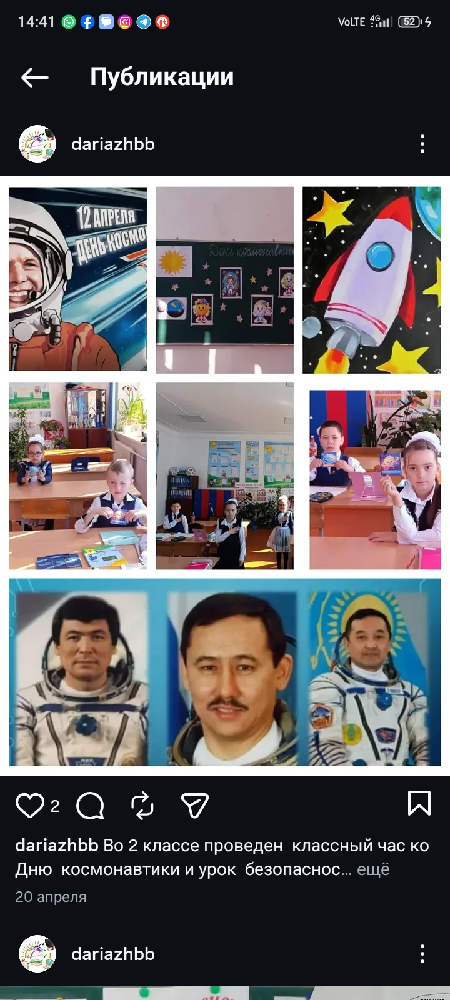 14:41
VoLTE 4G 52
Публикации
dariazhbb
12 АПРЕЛЯ
ДЕНЬ КОСМО
День космонавтики
2
dariazhbb Во 2 классе проведен классный час ко
Дню космонавтики и урок безопаснос... ещё
20 апреля
dariazhbb